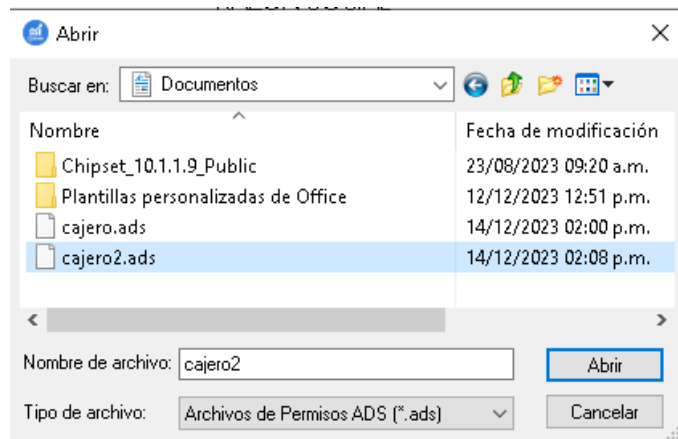 Abrir
Buscar en: Documentos
Nombre Fecha de modificación
Chipset_10.1.1.9_Public 23/08/2023 09:20 a.m.
Plantillas personalizadas de Office 12/12/2023 12:51 p.m.
cajero.ads 14/12/2023 02:00 p.m.
cajero2.ads 14/12/2023 02:08 p.m.
Nombre de archivo: cajero2 Abrir
Tipo de archivo: Archivos de Permisos ADS (*.ads) Cancelar